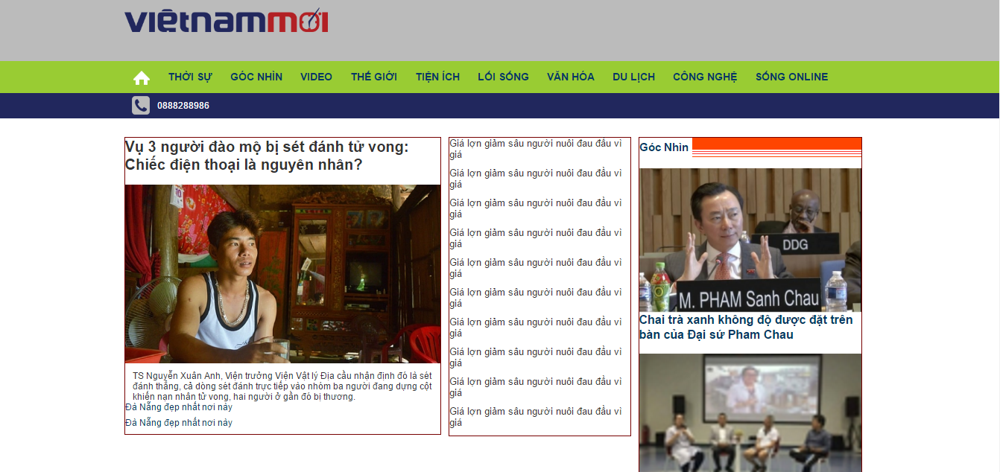 vietnammới
THỜI SỰ GÓC NHÌN VIDEO THẾ GIỚI TIỆN ÍCH LỐI SỐNG VĂN HÓA DU LỊCH CÔNG NGHỆ SỐNG ONLINE
0888288986
Vụ 3 người đào mộ bị sét đánh tử vong:
Chiếc điện thoại là nguyên nhân?
10
TS Nguyễn Xuân Anh, Viện trưởng Viện Vật lý Địa cầu nhận định đó là sét
đánh thẳng, cả dòng sét đánh trực tiếp vào nhóm ba người đang dựng cột
khiến nạn nhân tử vong, hai người ở gần đó bị thương.
Đà Nẵng đẹp nhất nơi này
Đà Nẵng đẹp nhất nơi này
Giá lợn giảm sâu người nuôi đau đầu vì
giá
Giá lợn giảm sâu người nuôi đau đầu vì
giá
Giá lợn giảm sâu người nuôi đau đầu vì
giá
Giá lợn giảm sâu người nuôi đau đầu vì
giá
Giá lợn giảm sâu người nuôi đau đầu vì
giá
Giá lợn giảm sâu người nuôi đau đầu vì
giá
Giá lợn giảm sâu người nuôi đau đầu vì
giá
Giá lợn giảm sâu người nuôi đau đầu vì
giá
Giá lợn giảm sâu người nuôi đau đầu vì
giá
Giá lợn giảm sâu người nuôi đau đầu vì
giá
Góc Nhìn
DDG
M. PHAM Sanh Chau
Chai trà xanh không độ được đặt trên
bàn của Đại sứ Pham Chau